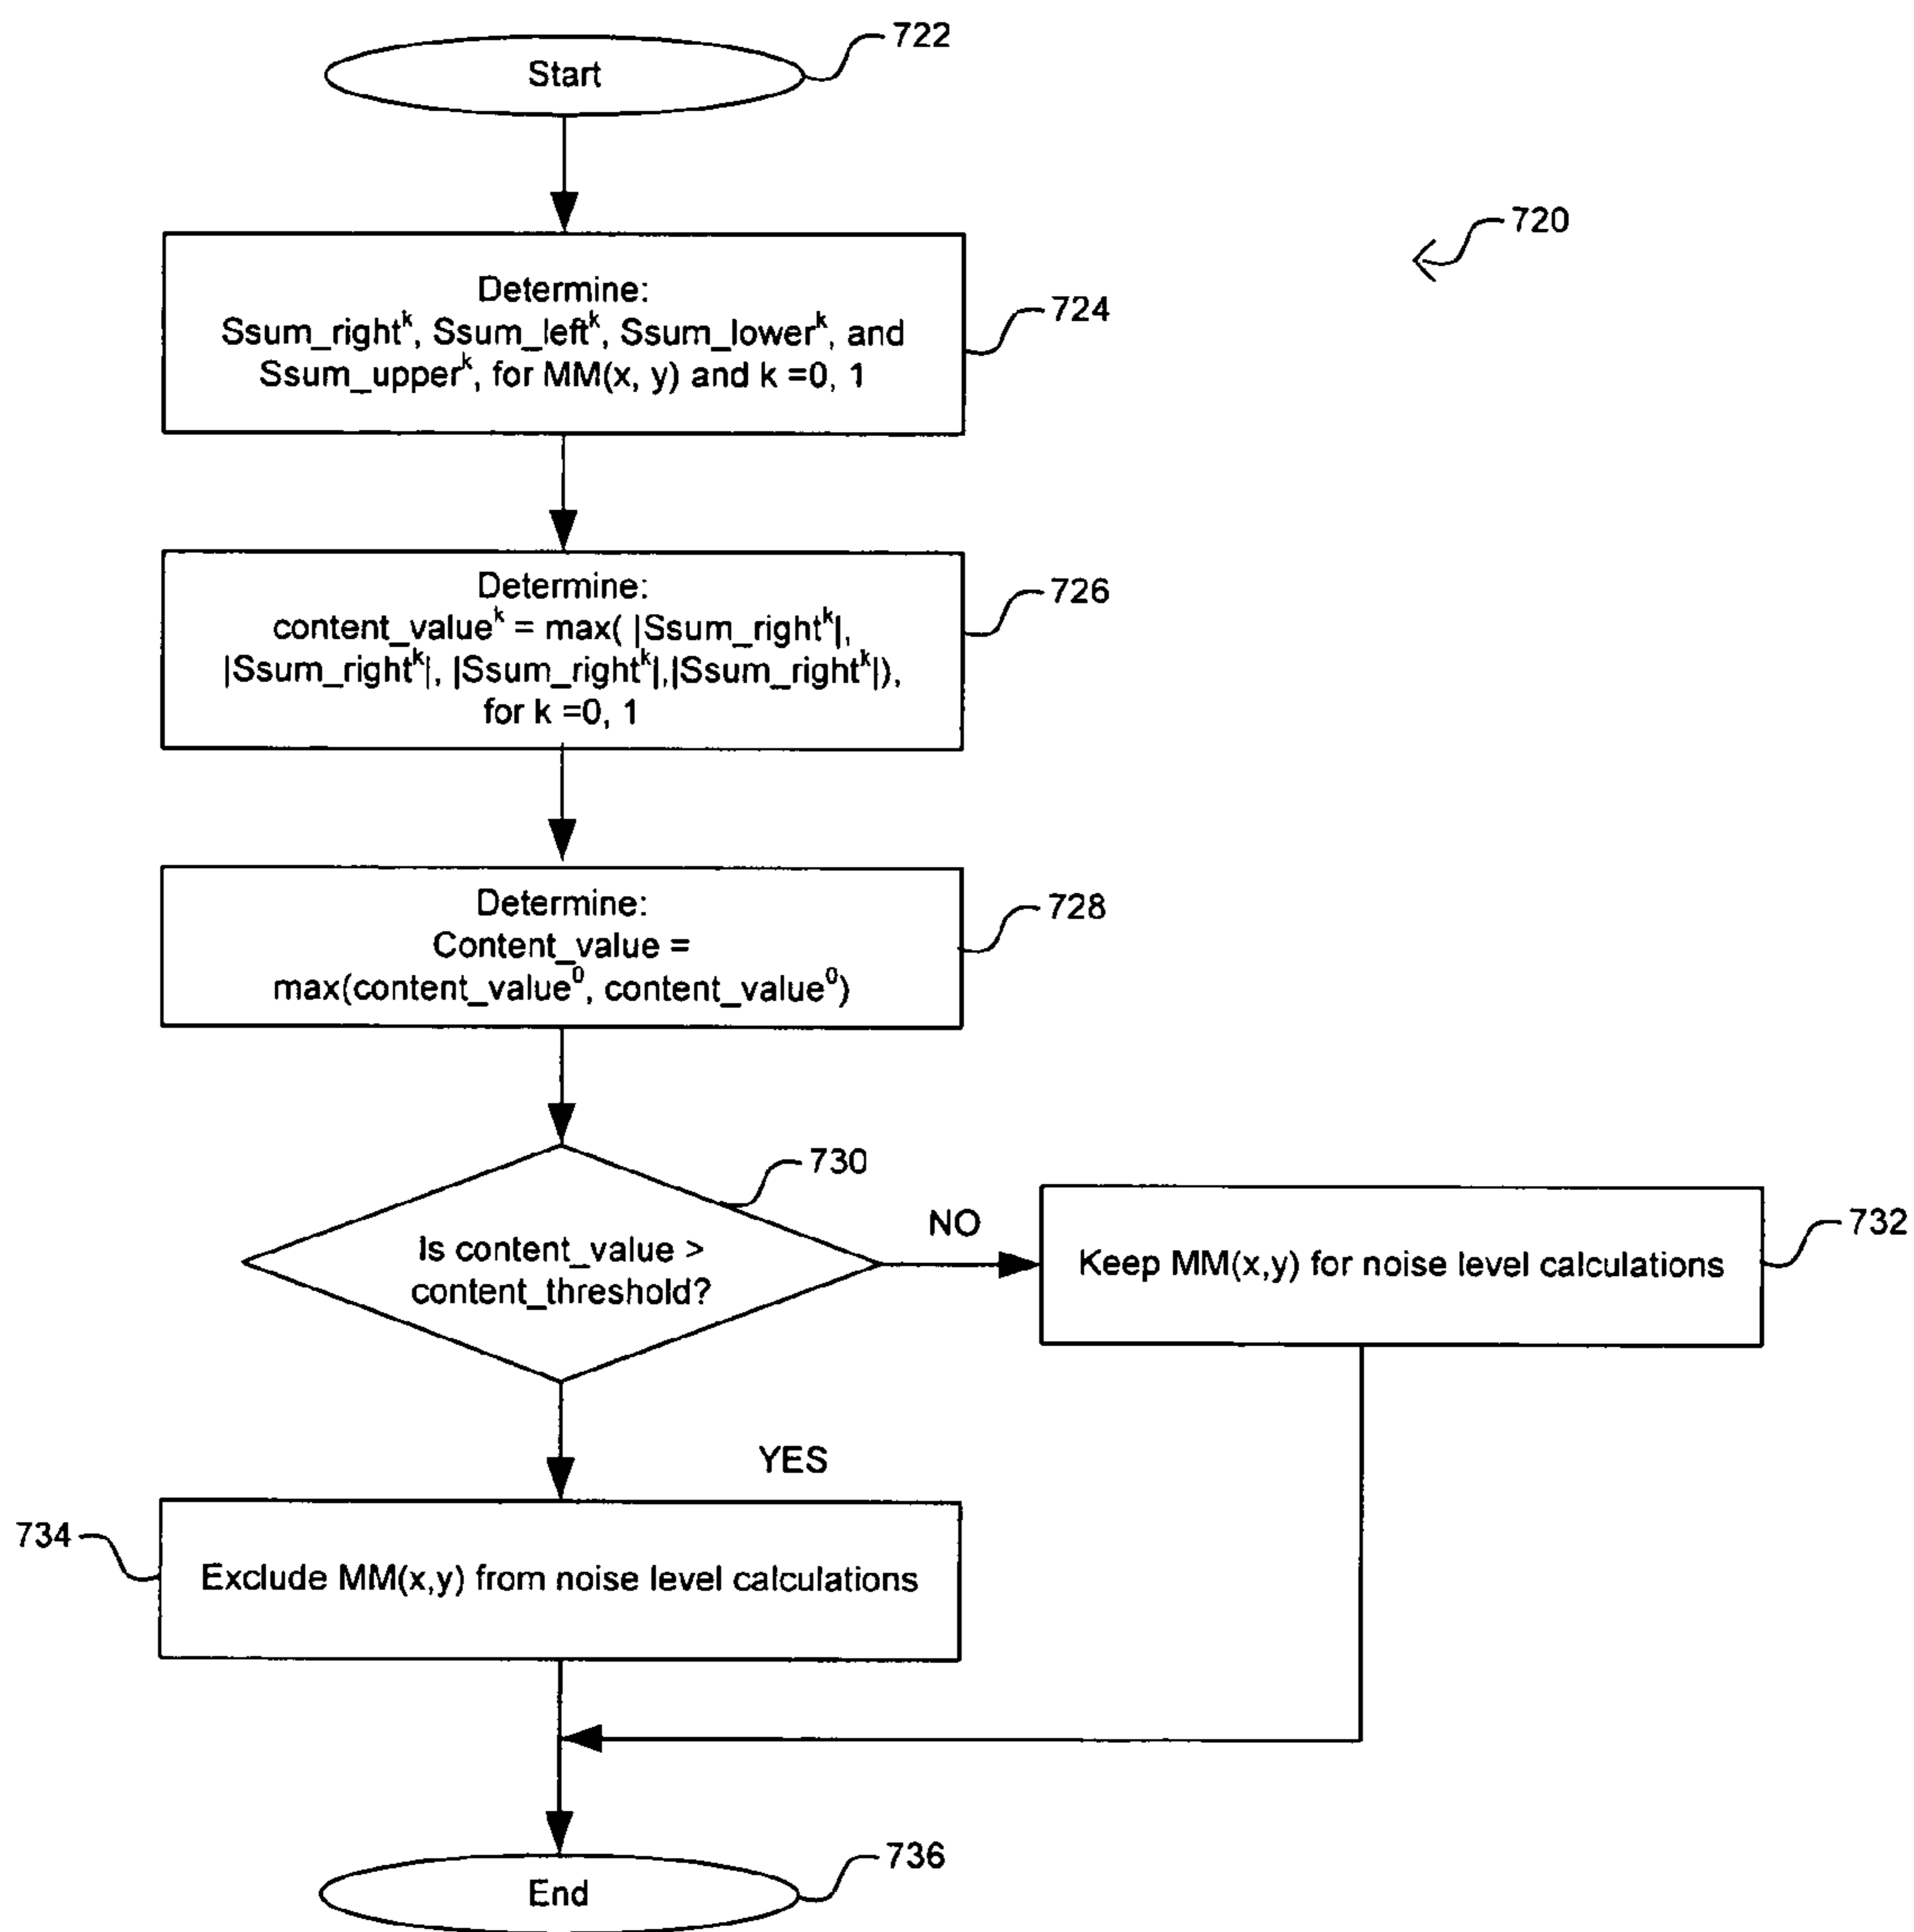 722
Start
720
Determine:
Ssum_right^k, Ssum_left^k, Ssum_lower^k, and
Ssum_upper^k, for MM(x, y) and k =0, 1
724
Determine:
content_value^k = max( |Ssum_right^k|,
|Ssum_right^k|, |Ssum_right^k|,|Ssum_right^k|),
for k =0, 1
726
Determine:
Content_value =
max(content_value^0, content_value^0)
728
730
Is content_value >
content_threshold?
NO
Keep MM(x,y) for noise level calculations
732
YES
734
Exclude MM(x,y) from noise level calculations
End
736